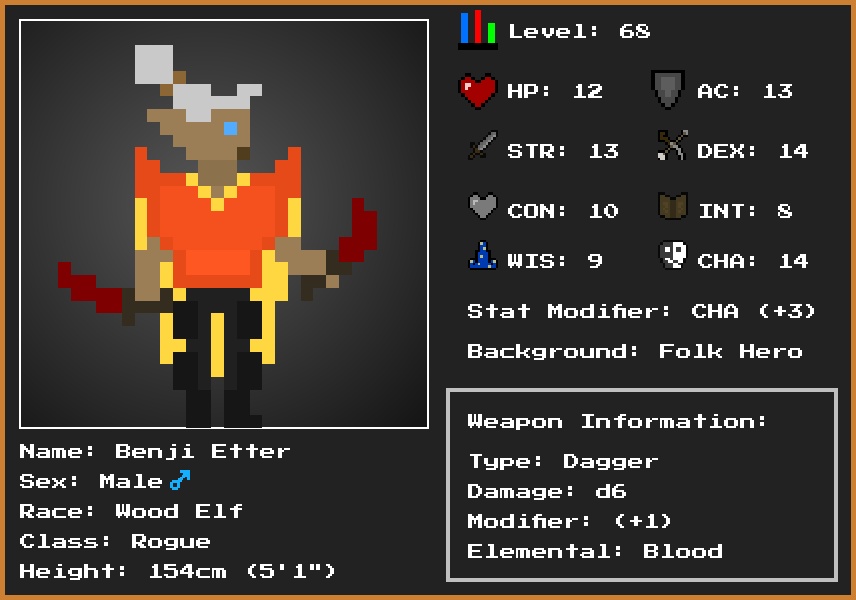 Level: 68
HP: 12 AC: 13
STR: 13 DEX: 14
CON: 10 INT: 8
WIS: 9 CHA: 14
Stat Modifier: CHA (+3)
Background: Folk Hero
Weapon Information:
Type: Dagger
Damage: d6
Modifier: (+1)
Elemental: Blood
Name: Benji Etter
Sex: Male♂
Race: Wood Elf
Class: Rogue
Height: 154cm (5'1")